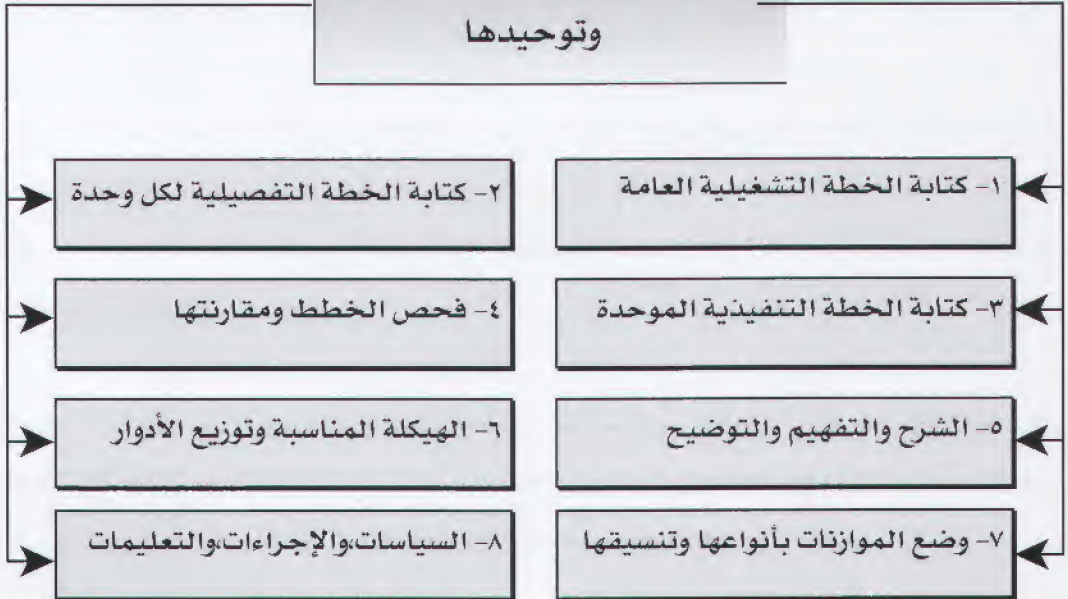 وتوحيدها
١- كتابة الخطة التشغيلية العامة
٢- كتابة الخطة التفصيلية لكل وحدة
٣- كتابة الخطة التنفيذية الموحدة
٤- فحص الخطط ومقارنتها
٥- الشرح والتفهيم والتوضيح
٦- الهيكلة المناسبة وتوزيع الأدوار
٧- وضع الموازنات بأنواعها وتنسيقها
٨- السياسات،والإجراءات،والتعليمات